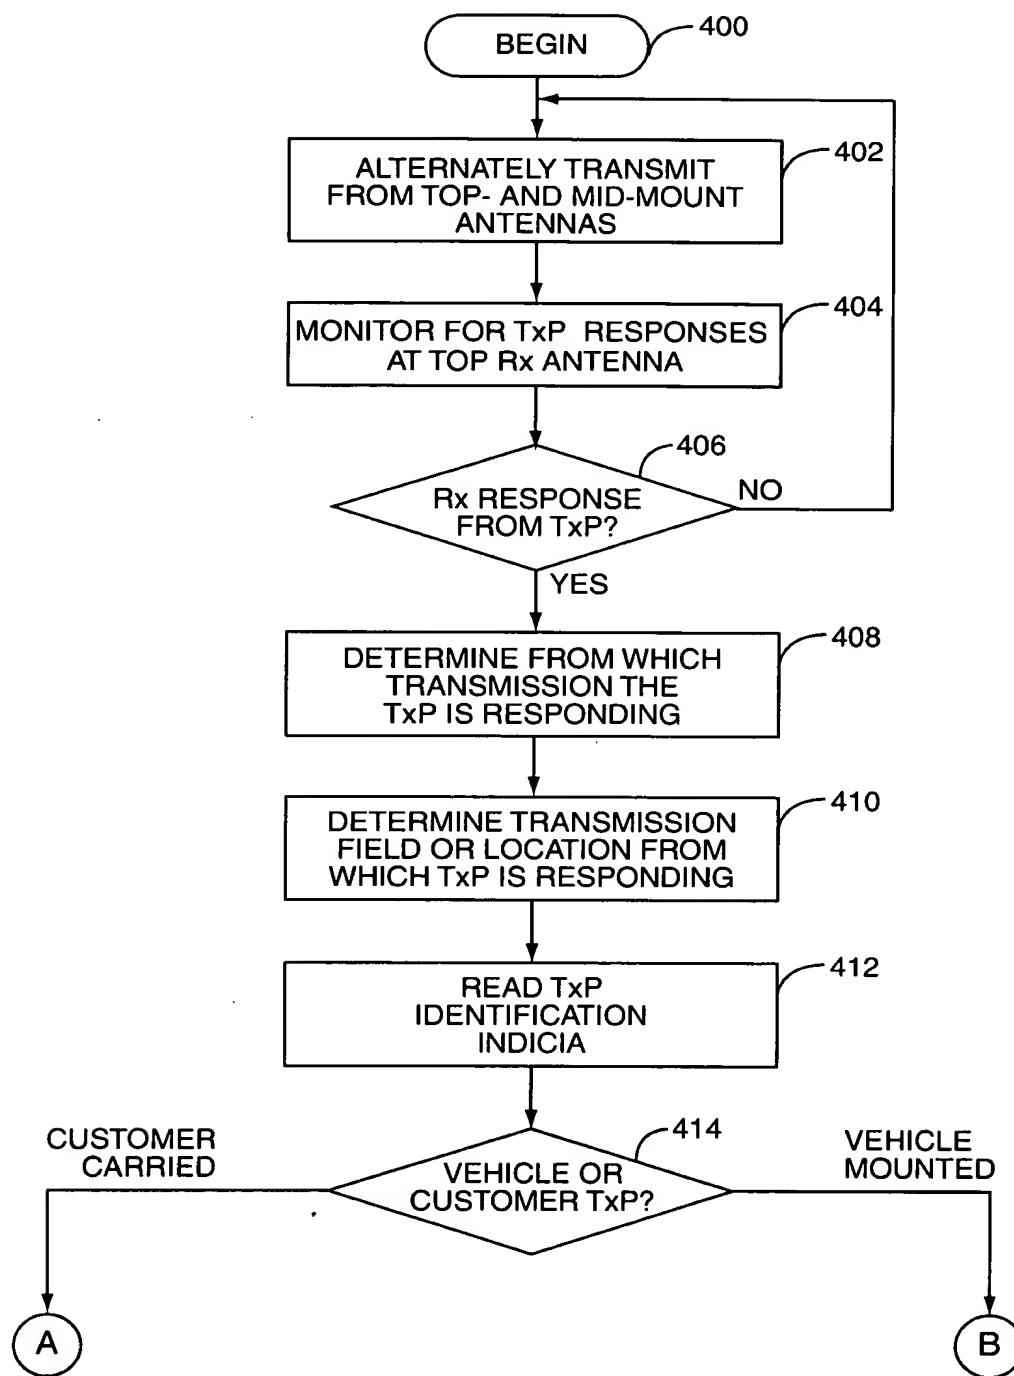 BEGIN
400
ALTERNATELY TRANSMIT
FROM TOP- AND MID-MOUNT
ANTENNAS
402
MONITOR FOR TxP RESPONSES
AT TOP Rx ANTENNA
404
Rx RESPONSE
FROM TxP?
406
NO
YES
DETERMINE FROM WHICH
TRANSMISSION THE
TxP IS RESPONDING
408
DETERMINE TRANSMISSION
FIELD OR LOCATION FROM
WHICH TxP IS RESPONDING
410
READ TxP
IDENTIFICATION
INDICIA
412
CUSTOMER
CARRIED
VEHICLE OR
CUSTOMER TxP?
414
VEHICLE
MOUNTED
A
B